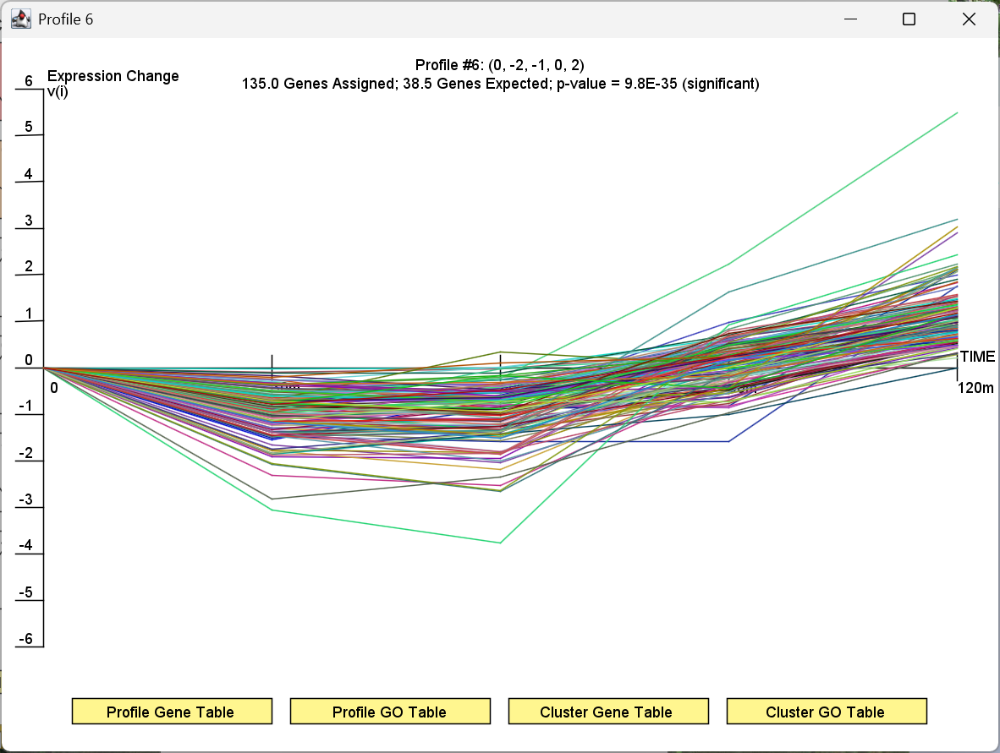 Profile 6
Profile #6: (0, -2, -1, 0, 2)
135.0 Genes Assigned; 38.5 Genes Expected; p-value = 9.8E-35 (significant)
Expression Change
v(i)
6
5
4
3
2
1
0
-1
-2
-3
-4
-5
-6
0
TIME
120m
Profile Gene Table
Profile GO Table
Cluster Gene Table
Cluster GO Table